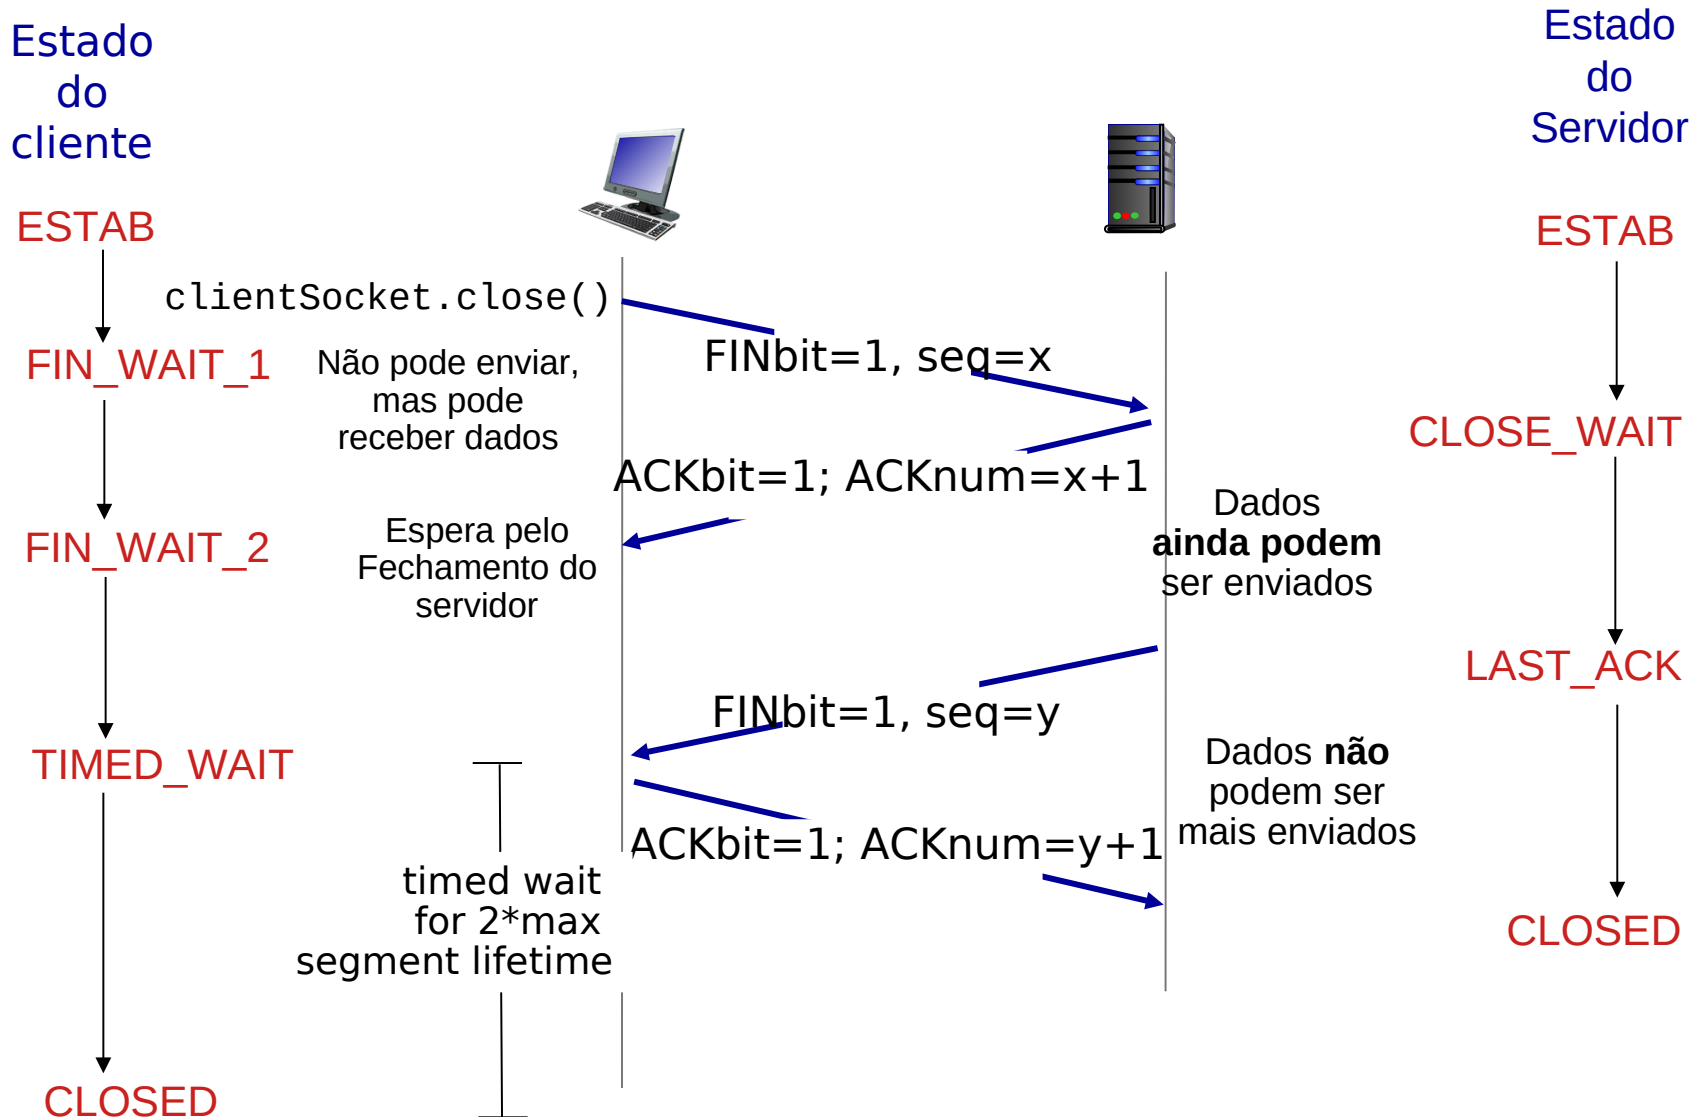 Estado
do
cliente
Estado
do
Servidor
ESTAB
ESTAB
clientSocket.close()
FINbit=1, seq=x
FIN_WAIT_1
Não pode enviar,
mas pode
receber dados
CLOSE_WAIT
ACKbit=1; ACKnum=x+1
Dados
ainda podem
ser enviados
FIN_WAIT_2
Espera pelo
Fechamento do
servidor
LAST_ACK
FINbit=1, seq=y
TIMED_WAIT
Dados não
podem ser
mais enviados
ACKbit=1; ACKnum=y+1
timed wait
for 2*max
segment lifetime
CLOSED
CLOSED